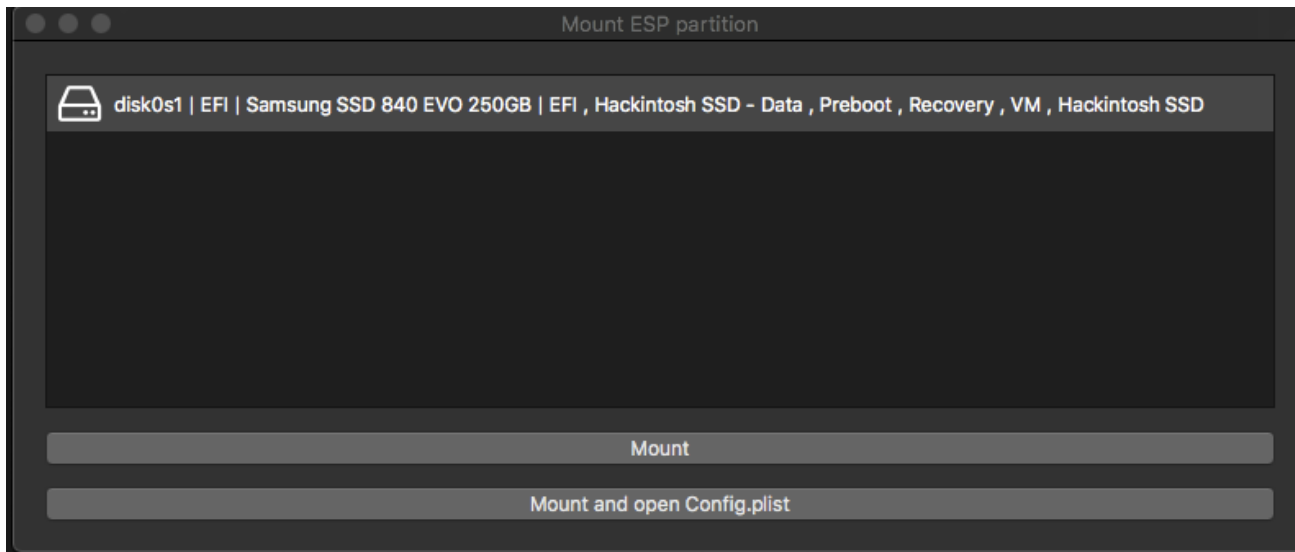 Mount ESP partition
disk0s1 | EFI | Samsung SSD 840 EVO 250GB | EFI , Hackintosh SSD - Data , Preboot , Recovery , VM , Hackintosh SSD
Mount
Mount and open Config.plist